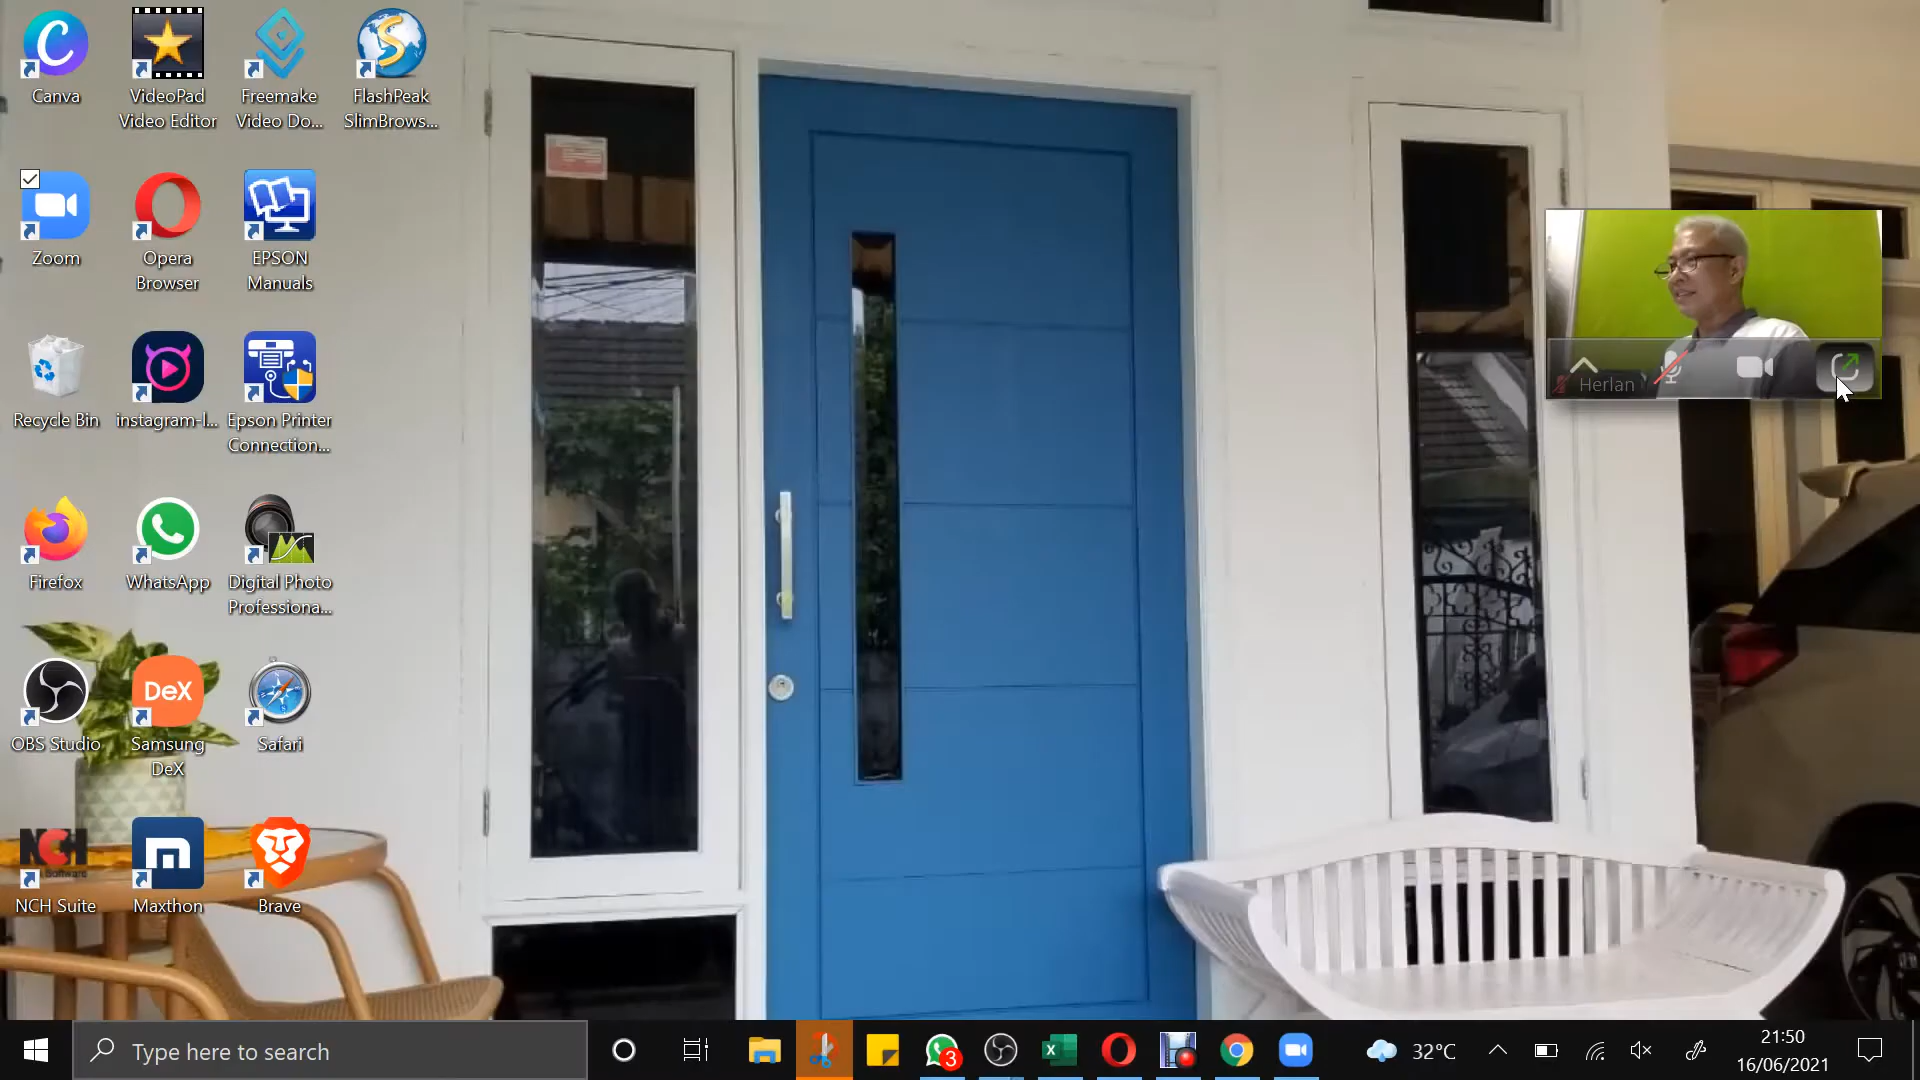 Canva
VideoPad
Video Editor
Freemake
Video Do...
FlashPeak
SlimBrows...
Zoom
Opera
Browser
EPSON
Manuals
Recycle Bin
instagram-l...
Epson Printer
Connection...
Firefox
WhatsApp
Digital Photo
Professiona...
OBS Studio
DeX
Samsung
DeX
Safari
NCH
Software
NCH Suite
Maxthon
Brave
Herlan
Type here to search
3
32°C
21:50
16/06/2021